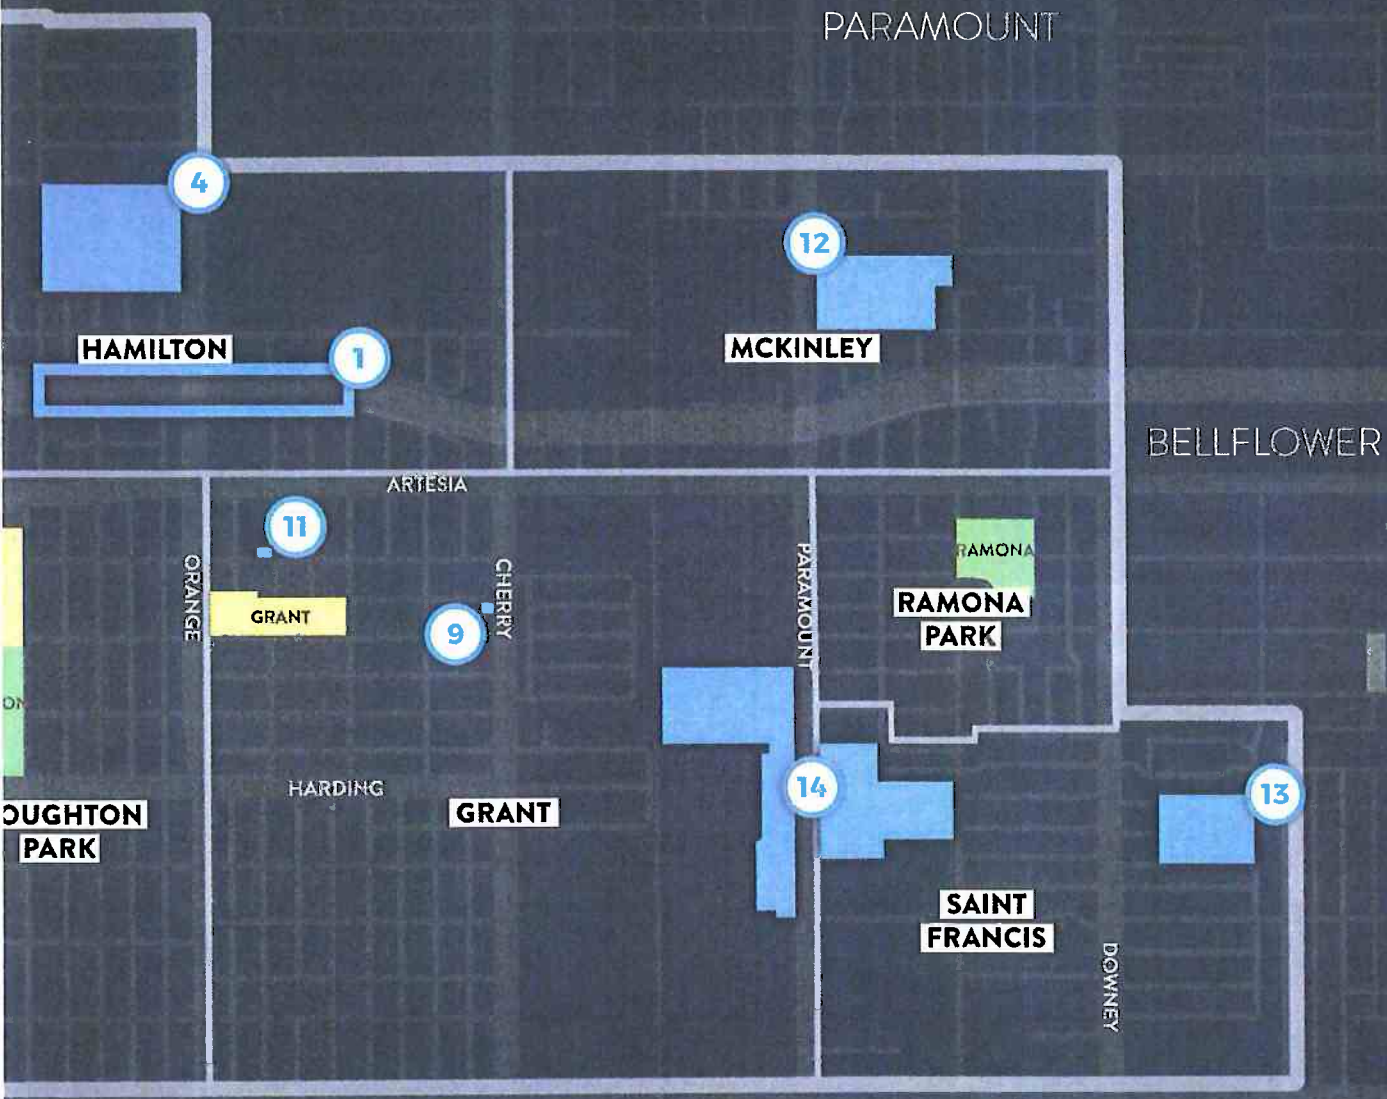 PARAMOUNT
4
12
HAMILTON
1
MCKINLEY
BELLFLOWER
ARTESIA
11
ORANGE
GRANT
9
CHERRY
PARAMOUNT
RAMONA
RAMONA
PARK
ON
HARDING
GRANT
OUGHTON
PARK
14
13
SAINT
FRANCIS
DOWNEY